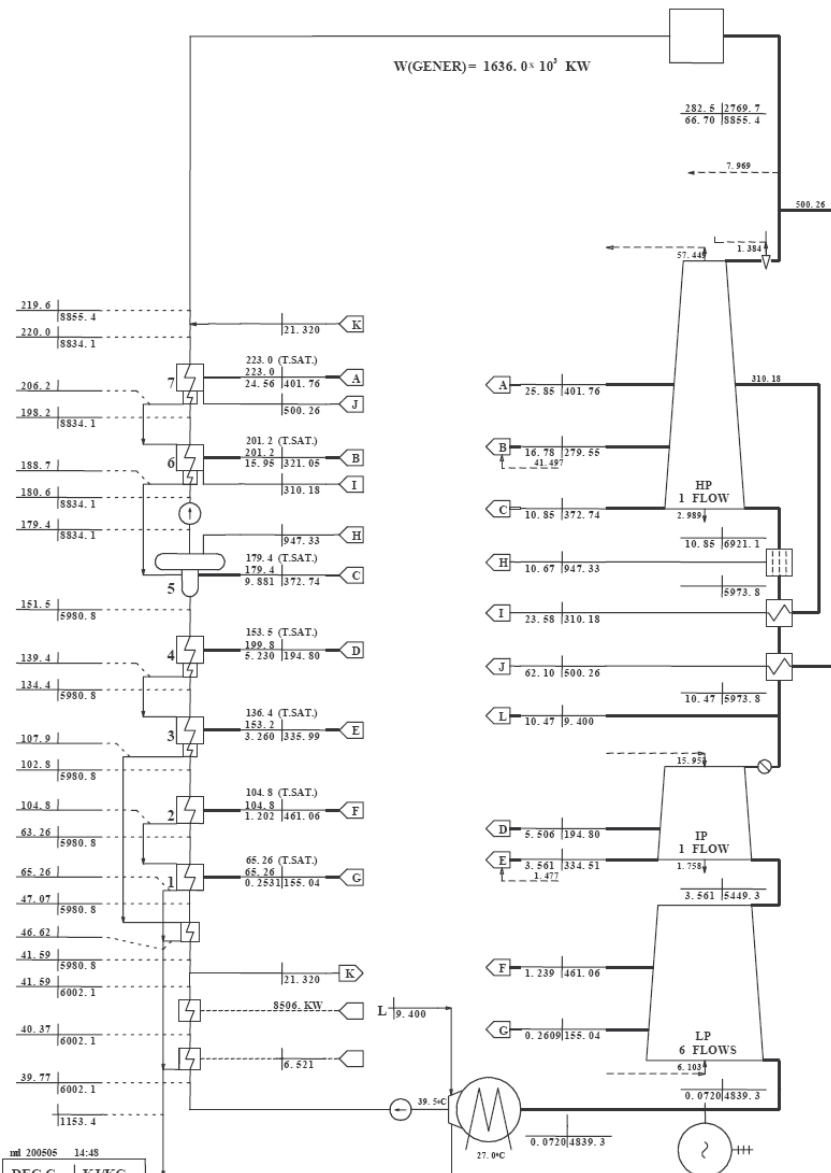 W(GENER)= 1636.0x 10³ KW
282.5 2769.7
66.70 8855.4
7.969
500.26
1.384
57.449
219.6
8855.4
K
21.320
220.0
8834.1
223.0 (T.SAT.)
7
223.0
24.56 401.76
A
A
25.85 401.76
310.18
206.2
J
500.26
198.2
8834.1
201.2 (T.SAT.)
6
201.2
15.95 321.05
B
B
16.78 279.55
41.497
188.7
I
310.18
HP
1 FLOW
180.6
8834.1
C
10.85 372.74
2.989
179.4
8834.1
H
947.33
10.85 6921.1
179.4 (T.SAT.)
H
10.67 947.33
5
179.4
9.881 372.74
C
5973.8
151.5
5980.8
I
23.58 310.18
153.5 (T.SAT.)
4
199.8
5.230 194.80
D
J
62.10 500.26
139.4
10.47 5973.8
134.4
5980.8
L
10.47 9.400
136.4 (T.SAT.)
3
153.2
3.260 335.99
E
107.9
15.958
102.8
5980.8
104.8 (T.SAT.)
2
104.8
1.202 461.06
F
D
5.506 194.80
IP
1 FLOW
104.8
63.26
5980.8
E
3.561 334.51
1.758
1.477
65.26 (T.SAT.)
1
65.26
0.2531 155.04
G
65.26
3.561 5449.3
47.07
5980.8
46.62
41.59
5980.8
K
21.320
F
1.239 461.06
41.59
6002.1
8506. KW
L
9.400
G
0.2609 155.04
LP
6 FLOWS
40.37
6002.1
6.521
6.103
39.77
6002.1
39.5°C
0.0720 4839.3
1153.4
0.0720 4839.3
27.0°C
~
ml 200505 14:48
DEG C KJ/KG